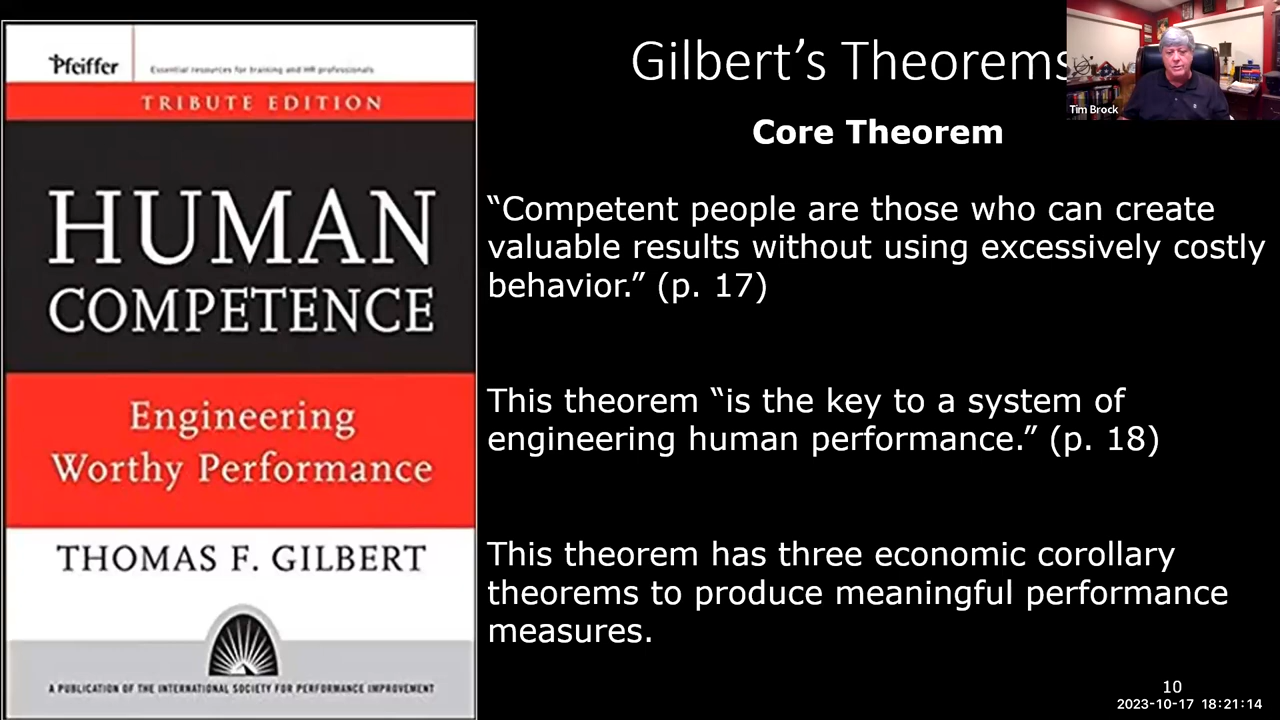 Pfeiffer
Essential resources for training and HR professionals
TRIBUTE EDITION
HUMAN
COMPETENCE
Engineering
Worthy Performance
THOMAS F. GILBERT
A PUBLICATION OF THE INTERNATIONAL SOCIETY FOR PERFORMANCE IMPROVEMENT
Gilbert’s Theorems
Core Theorem
“Competent people are those who can create
valuable results without using excessively costly
behavior.” (p. 17)
This theorem “is the key to a system of
engineering human performance.” (p. 18)
This theorem has three economic corollary
theorems to produce meaningful performance
measures.
Tim Brock
10
2023-10-17 18:21:14